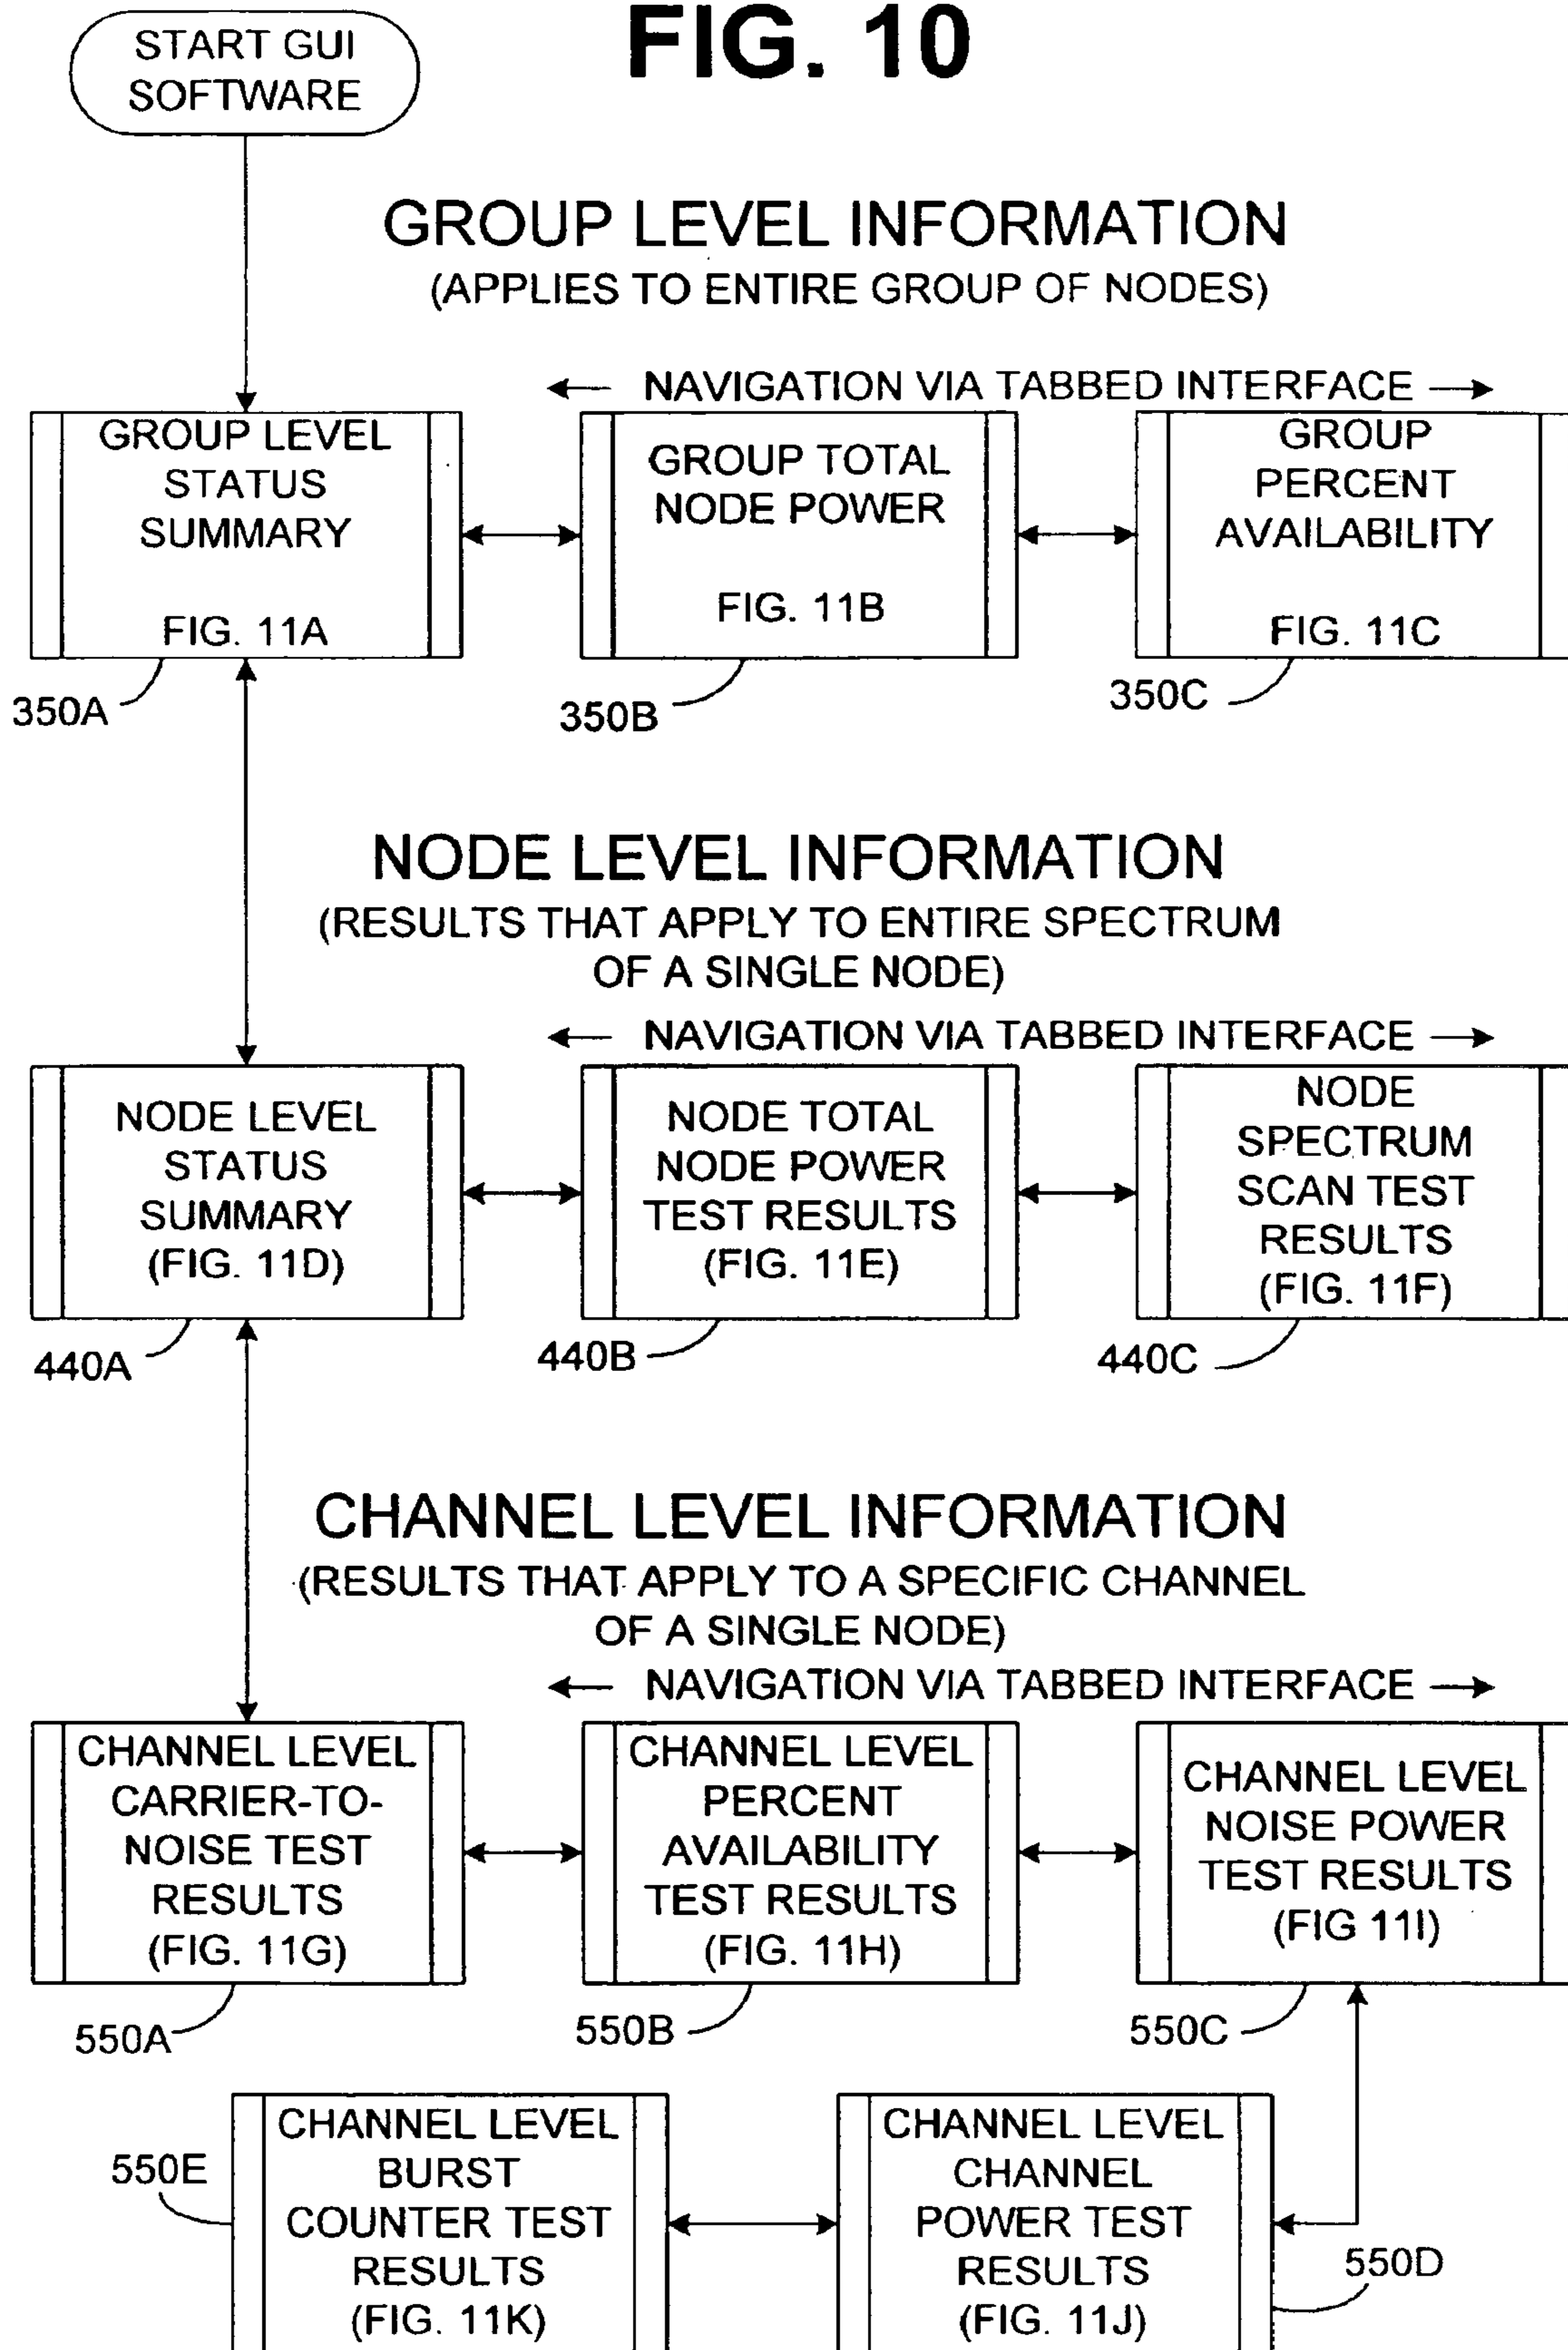 FIG. 10
START GUI
SOFTWARE
GROUP LEVEL INFORMATION
(APPLIES TO ENTIRE GROUP OF NODES)
NAVIGATION VIA TABBED INTERFACE
GROUP LEVEL
STATUS
SUMMARY
FIG. 11A
GROUP TOTAL
NODE POWER
FIG. 11B
GROUP
PERCENT
AVAILABILITY
FIG. 11C
350A
350B
350C
NODE LEVEL INFORMATION
(RESULTS THAT APPLY TO ENTIRE SPECTRUM
OF A SINGLE NODE)
NAVIGATION VIA TABBED INTERFACE
NODE LEVEL
STATUS
SUMMARY
(FIG. 11D)
NODE TOTAL
NODE POWER
TEST RESULTS
(FIG. 11E)
NODE
SPECTRUM
SCAN TEST
RESULTS
(FIG. 11F)
440A
440B
440C
CHANNEL LEVEL INFORMATION
(RESULTS THAT APPLY TO A SPECIFIC CHANNEL
OF A SINGLE NODE)
NAVIGATION VIA TABBED INTERFACE
CHANNEL LEVEL
CARRIER-TO-
NOISE TEST
RESULTS
(FIG. 11G)
CHANNEL LEVEL
PERCENT
AVAILABILITY
TEST RESULTS
(FIG. 11H)
CHANNEL LEVEL
NOISE POWER
TEST RESULTS
(FIG 11I)
550A
550B
550C
550E
CHANNEL LEVEL
BURST
COUNTER TEST
RESULTS
(FIG. 11K)
CHANNEL LEVEL
CHANNEL
POWER TEST
RESULTS
(FIG. 11J)
550D